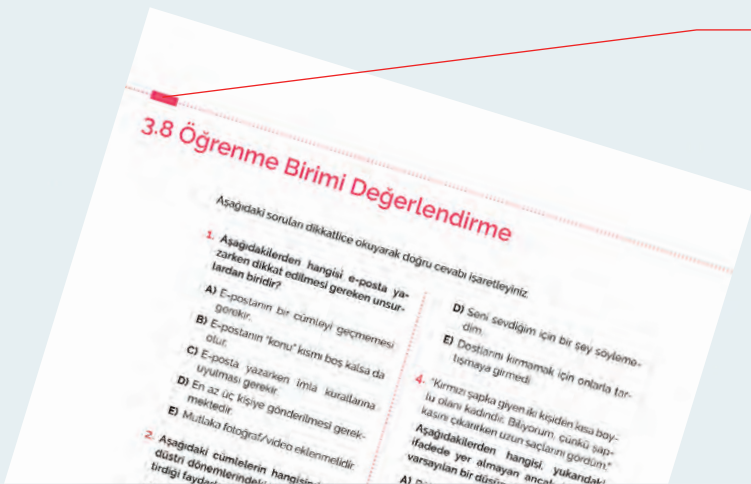 3.8 Öğrenme Birimi Değerlendirme
Aşağıdaki soruları dikkatlice okuyarak doğru cevabı işaretleyiniz.
1. Aşağıdakilerden hangisi e-posta ya-
zarken dikkat edilmesi gereken unsur-
lardan biridir?
A) E-postanın bir cümleyi geçmemesi
gerekir.
B) E-postanın "konu" kısmı boş kalsa da
olur.
C) E-posta yazarken imla kurallarına
uyulması gerekir.
D) En az üç kişiye gönderilmesi gerek-
mektedir.
E) Mutlaka fotoğraf/video eklenmelidir.
2. Aşağıdaki cümlelerin hangisinde
düstri dönemlerindeki
tirdiği
D) Seni sevdiğim için bir şey söyleme-
dim.
E) Dostlarını kırmamak için onlarla tar-
tışmaya girmedi.
4. "Kırmızı şapka giyen iki kişiden kısa boy-
lu olanı kadındır. Biliyorum, çünkü şap-
kasını çıkarırken uzun saçlarını gördüm."
Aşağıdakilerden hangisi, yukarıdaki
ifadede yer almayan ancak
varsayılan bir
A)